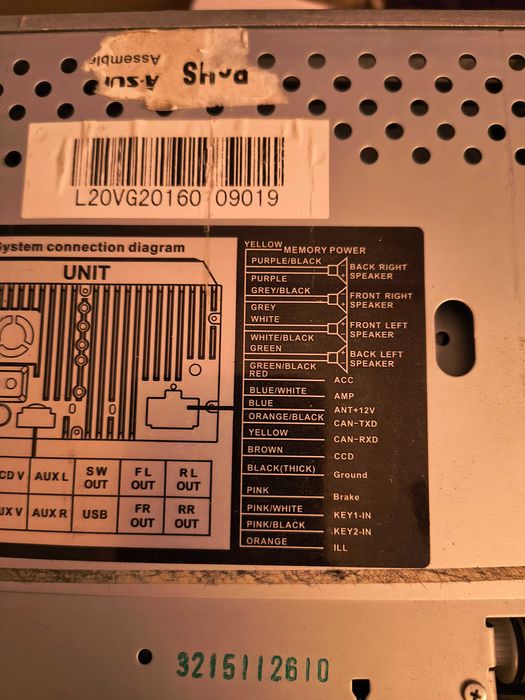 Assemble
L20VG20160 09019
System connection diagram
UNIT
CD V
AUX L
SW OUT
F L OUT
R L OUT
UX V
AUX R
USB
FR OUT
RR OUT
YELLOW MEMORY POWER
PURPLE/BLACK
PURPLE
BACK RIGHT
SPEAKER
GREY/BLACK
GREY
FRONT RIGHT
SPEAKER
WHITE
WHITE/BLACK
FRONT LEFT
SPEAKER
GREEN
GREEN/BLACK
BACK LEFT
SPEAKER
RED ACC
BLUE/WHITE AMP
BLUE ANT+12V
ORANGE/BLACK CAN-TXD
YELLOW CAN-RXD
BROWN CCD
BLACK(THICK) Ground
PINK Brake
PINK/WHITE KEY1-IN
PINK/BLACK KEY2-IN
ORANGE ILL
3215112610